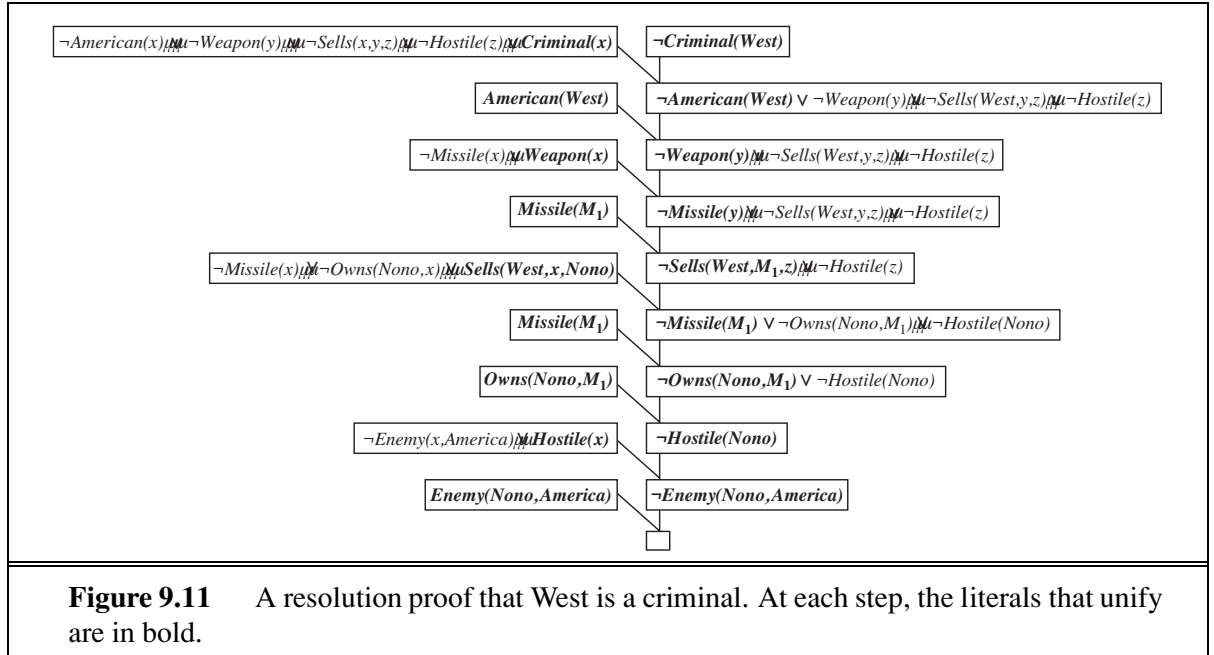 ¬American(x) ∨ ¬Weapon(y) ∨ ¬Sells(x,y,z) ∨ ¬Hostile(z) ∨ Criminal(x)
¬Criminal(West)
American(West)
¬American(West) ∨ ¬Weapon(y) ∨ ¬Sells(West,y,z) ∨ ¬Hostile(z)
¬Missile(x) ∨ Weapon(x)
¬Weapon(y) ∨ ¬Sells(West,y,z) ∨ ¬Hostile(z)
Missile(M₁)
¬Missile(y) ∨ ¬Sells(West,y,z) ∨ ¬Hostile(z)
¬Missile(x) ∨ ¬Owns(Nono,x) ∨ Sells(West,x,Nono)
¬Sells(West,M₁,z) ∨ ¬Hostile(z)
Missile(M₁)
¬Missile(M₁) ∨ ¬Owns(Nono,M₁) ∨ ¬Hostile(Nono)
Owns(Nono,M₁)
¬Owns(Nono,M₁) ∨ ¬Hostile(Nono)
¬Enemy(x,America) ∨ Hostile(x)
¬Hostile(Nono)
Enemy(Nono,America)
¬Enemy(Nono,America)
Figure 9.11 A resolution proof that West is a criminal. At each step, the literals that unify
are in bold.